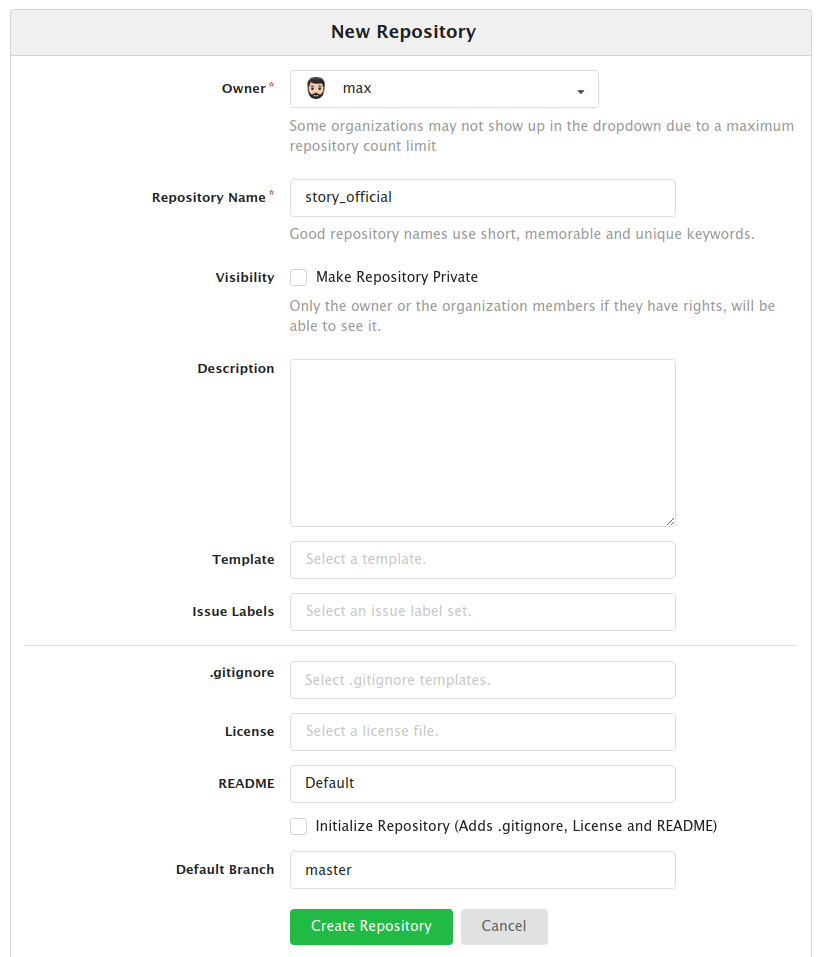 New Repository
Owner*
max
Some organizations may not show up in the dropdown due to a maximum
repository count limit
Repository Name*
story_official
Good repository names use short, memorable and unique keywords.
Visibility
Make Repository Private
Only the owner or the organization members if they have rights, will be
able to see it.
Description
Template
Select a template.
Issue Labels
Select an issue label set.
.gitignore
Select .gitignore templates.
License
Select a license file.
README
Default
Initialize Repository (Adds .gitignore, License and README)
Default Branch
master
Create Repository
Cancel